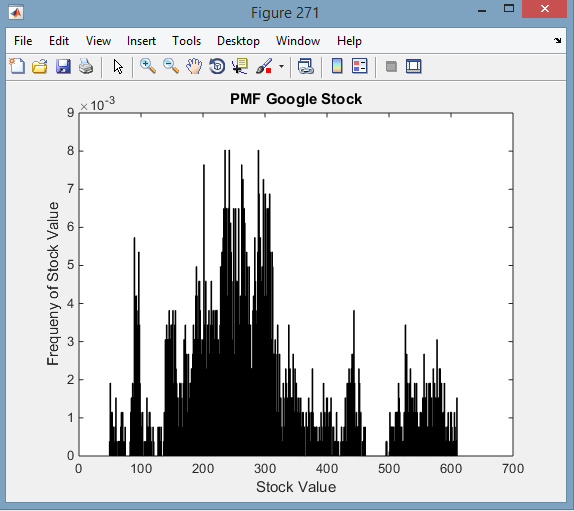 Figure 271
File Edit View Insert Tools Desktop Window Help
PMF Google Stock
9 ×10-3
8
7
6
5
4
3
2
1
0
Frequeny of Stock Value
0 100 200 300 400 500 600 700
Stock Value